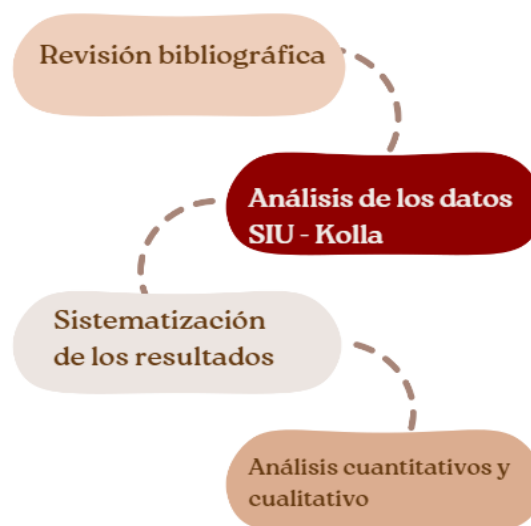 Revisión bibliográfica
Análisis de los datos
SIU - Kolla
Sistematización
de los resultados
Análisis cuantitativos y
cualitativo